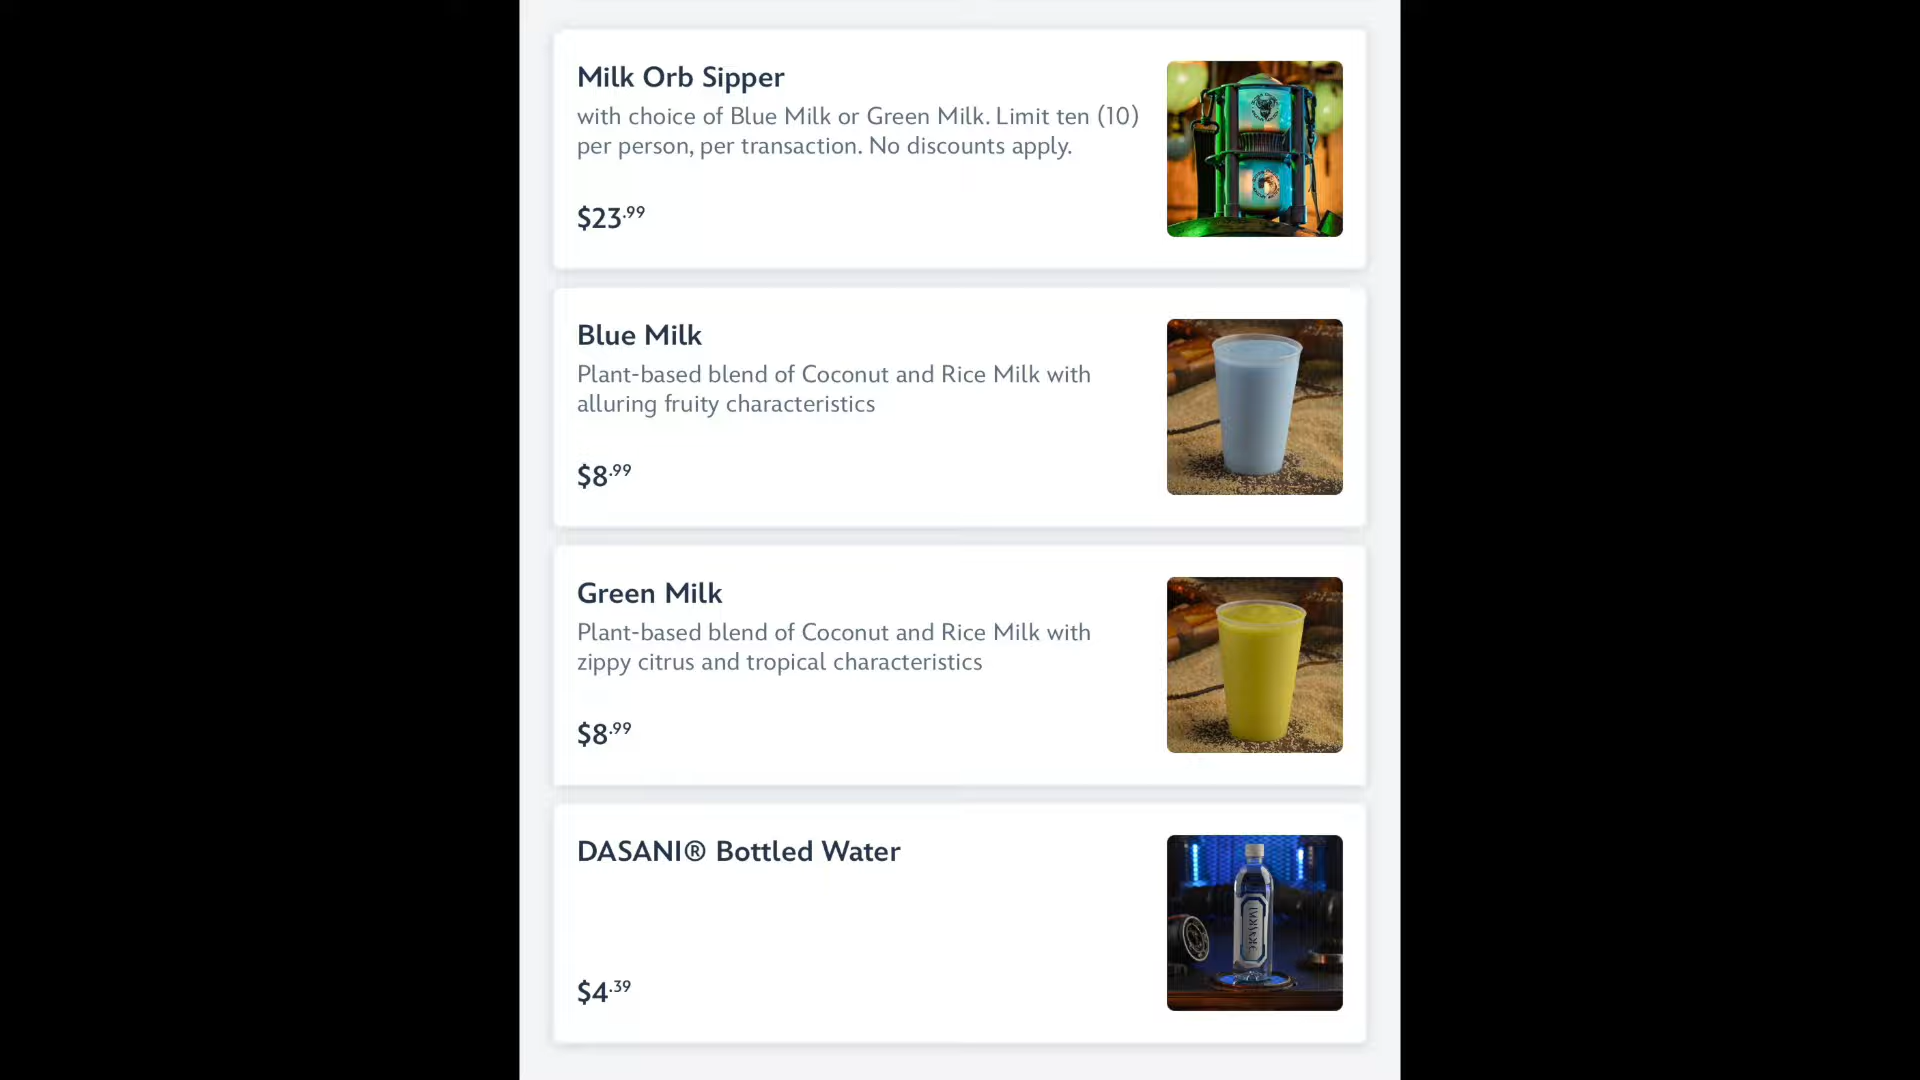 Milk Orb Sipper
with choice of Blue Milk or Green Milk. Limit ten (10)
per person, per transaction. No discounts apply.
$23.99
Blue Milk
Plant-based blend of Coconut and Rice Milk with
alluring fruity characteristics
$8.99
Green Milk
Plant-based blend of Coconut and Rice Milk with
zippy citrus and tropical characteristics
$8.99
DASANI® Bottled Water
$4.39